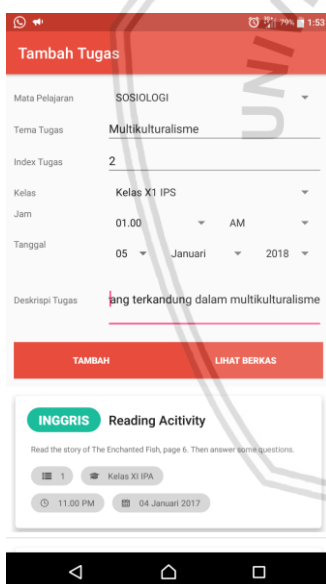 79% 1:53
Tambah Tugas
Mata Pelajaran SOSIOLOGI
Tema Tugas Multikulturalisme
Index Tugas 2
Kelas Kelas X1 IPS
Jam 01.00 AM
Tanggal 05 Januari 2018
Deskripsi Tugas ang terkandung dalam multikulturalisme
TAMBAH LIHAT BERKAS
INGGRIS Reading Acitivity
Read the story of The Enchanted Fish, page 6. Then answer some questions.
1 Kelas XI IPA
11.00 PM 04 Januari 2017
UNI